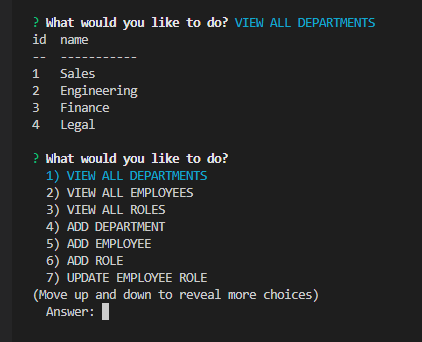 ? What would you like to do? VIEW ALL DEPARTMENTS
id  name
--  -----------
1   Sales
2   Engineering
3   Finance
4   Legal

? What would you like to do?
  1) VIEW ALL DEPARTMENTS
  2) VIEW ALL EMPLOYEES
  3) VIEW ALL ROLES
  4) ADD DEPARTMENT
  5) ADD EMPLOYEE
  6) ADD ROLE
  7) UPDATE EMPLOYEE ROLE
(Move up and down to reveal more choices)
  Answer: